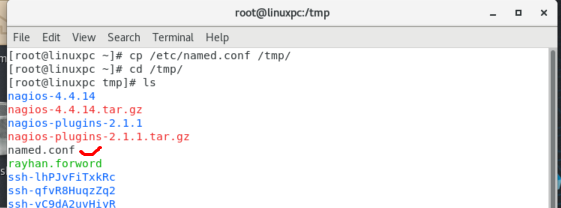 root@linuxpc:/tmp
File Edit View Search Terminal Help
[root@linuxpc ~]# cp /etc/named.conf /tmp/
[root@linuxpc ~]# cd /tmp/
[root@linuxpc tmp]# ls
nagios-4.4.14
nagios-4.4.14.tar.gz
nagios-plugins-2.1.1
nagios-plugins-2.1.1.tar.gz
named.conf
rayhan.forword
ssh-lhPJvFiTxkRc
ssh-qfvR8HuqzZq2
ssh-vC9dA2uvHivR